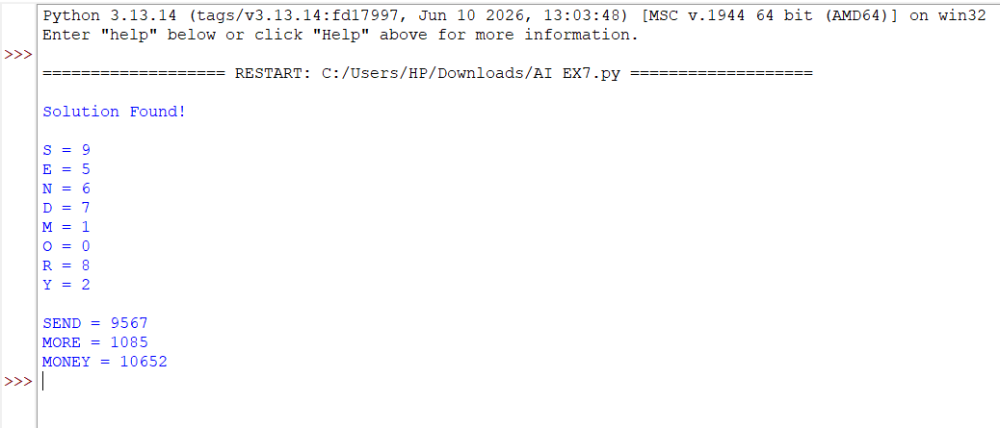 Python 3.13.14 (tags/v3.13.14:fd17997, Jun 10 2026, 13:03:48) [MSC v.1944 64 bit (AMD64)] on win32
Enter "help" below or click "Help" above for more information.
>>>
=================== RESTART: C:/Users/HP/Downloads/AI EX7.py ===================
Solution Found!
S = 9
E = 5
N = 6
D = 7
M = 1
O = 0
R = 8
Y = 2
SEND = 9567
MORE = 1085
MONEY = 10652
>>>